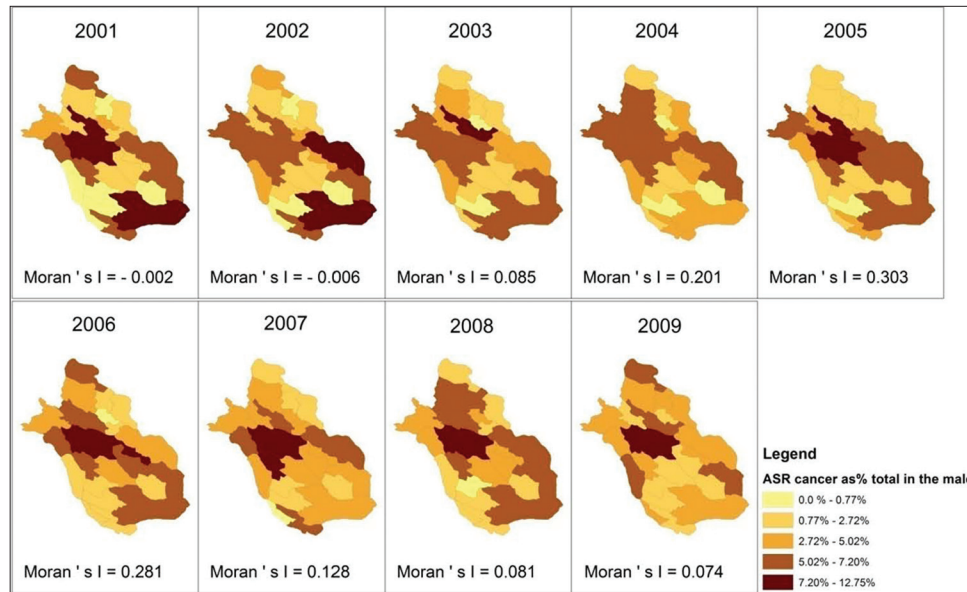 2001 2002 2003 2004 2005
Moran ' s I = - 0.002 Moran ' s I = - 0.006 Moran ' s I = 0.085 Moran ' s I = 0.201 Moran ' s I = 0.303
2006 2007 2008 2009
Moran ' s I = 0.281 Moran ' s I = 0.128 Moran ' s I = 0.081 Moran ' s I = 0.074
Legend
ASR cancer as% total in the male
0.0 % - 0.77%
0.77% - 2.72%
2.72% - 5.02%
5.02% - 7.20%
7.20% - 12.75%